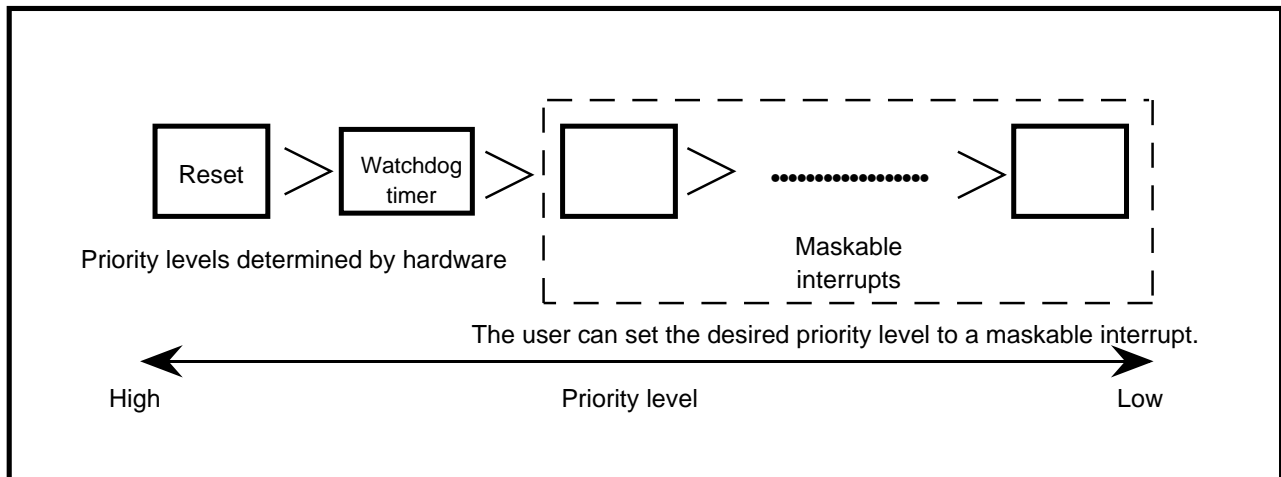 Reset
Watchdog
timer
Priority levels determined by hardware
Maskable
interrupts
The user can set the desired priority level to a maskable interrupt.
High
Priority level
Low